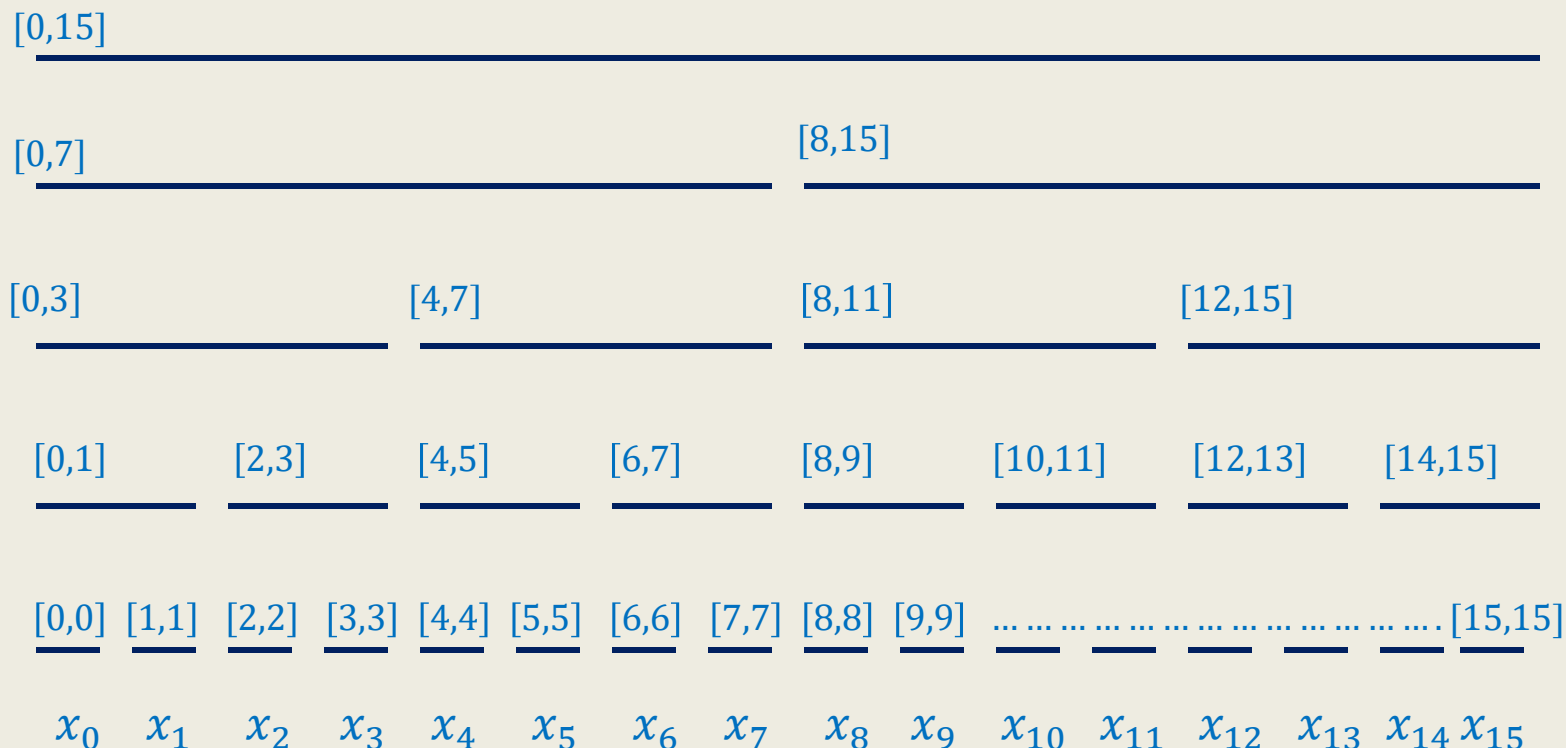 [0,15]
[0,7] [8,15]
[0,3] [4,7] [8,11] [12,15]
[0,1] [2,3] [4,5] [6,7] [8,9] [10,11] [12,13] [14,15]
[0,0] [1,1] [2,2] [3,3] [4,4] [5,5] [6,6] [7,7] [8,8] [9,9] … … … … … … … … … … … … … . [15,15]
x₀ x₁ x₂ x₃ x₄ x₅ x₆ x₇ x₈ x₉ x₁₀ x₁₁ x₁₂ x₁₃ x₁₄ x₁₅